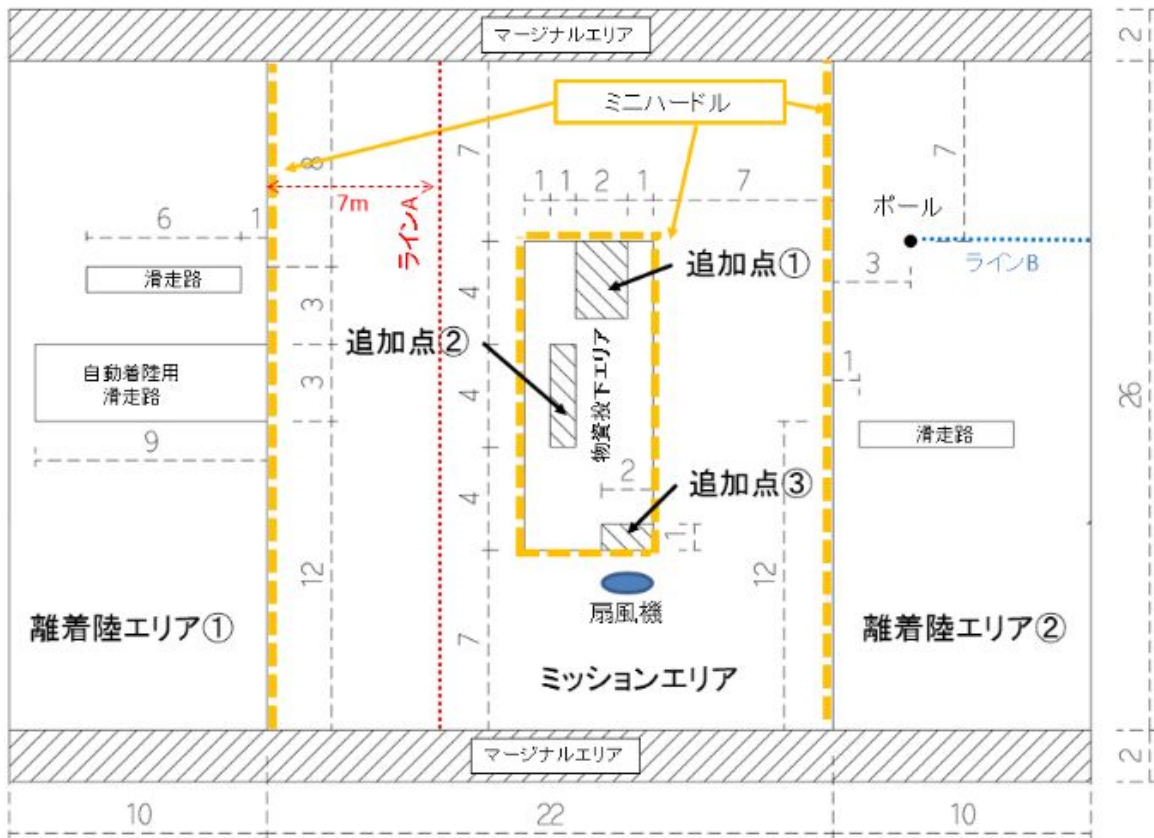 マージナルエリア
2
ミニハードル
8
7
7
1 1 2 1
7
7m
ラインA
6
1
ポール
追加点①
ラインB
3
滑走路
3
4
追加点②
1
自動着陸用
滑走路
3
4
物資投下エリア
26
9
滑走路
2
追加点③
4
1
12
12
扇風機
離着陸エリア①
離着陸エリア②
7
ミッションエリア
マージナルエリア
2
10
22
10